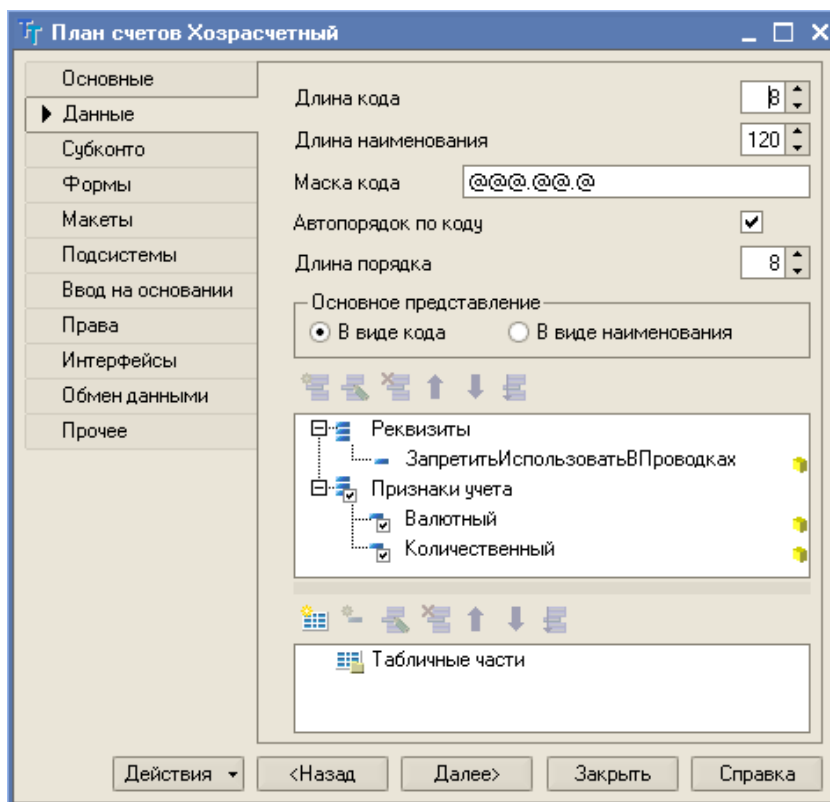 План счетов Хозрасчетный
Основные
Данные
Субконто
Формы
Макеты
Подсистемы
Ввод на основании
Права
Интерфейсы
Обмен данными
Прочее
Длина кода 8
Длина наименования 120
Маска кода @@@.@@.@
Автопорядок по коду
Длина порядка 8
Основное представление
В виде кода В виде наименования
Реквизиты
ЗапретитьИспользоватьВПроводках
Признаки учета
Валютный
Количественный
Табличные части
Действия <Назад Далее> Закрыть Справка